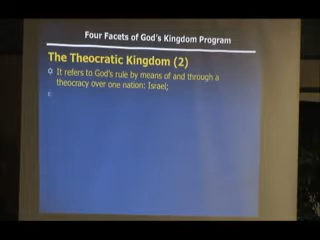 Four Facets of God's Kingdom Program
The Theocratic Kingdom (2)
It refers to God's rule by means of and through a
theocracy over one nation: Israel;